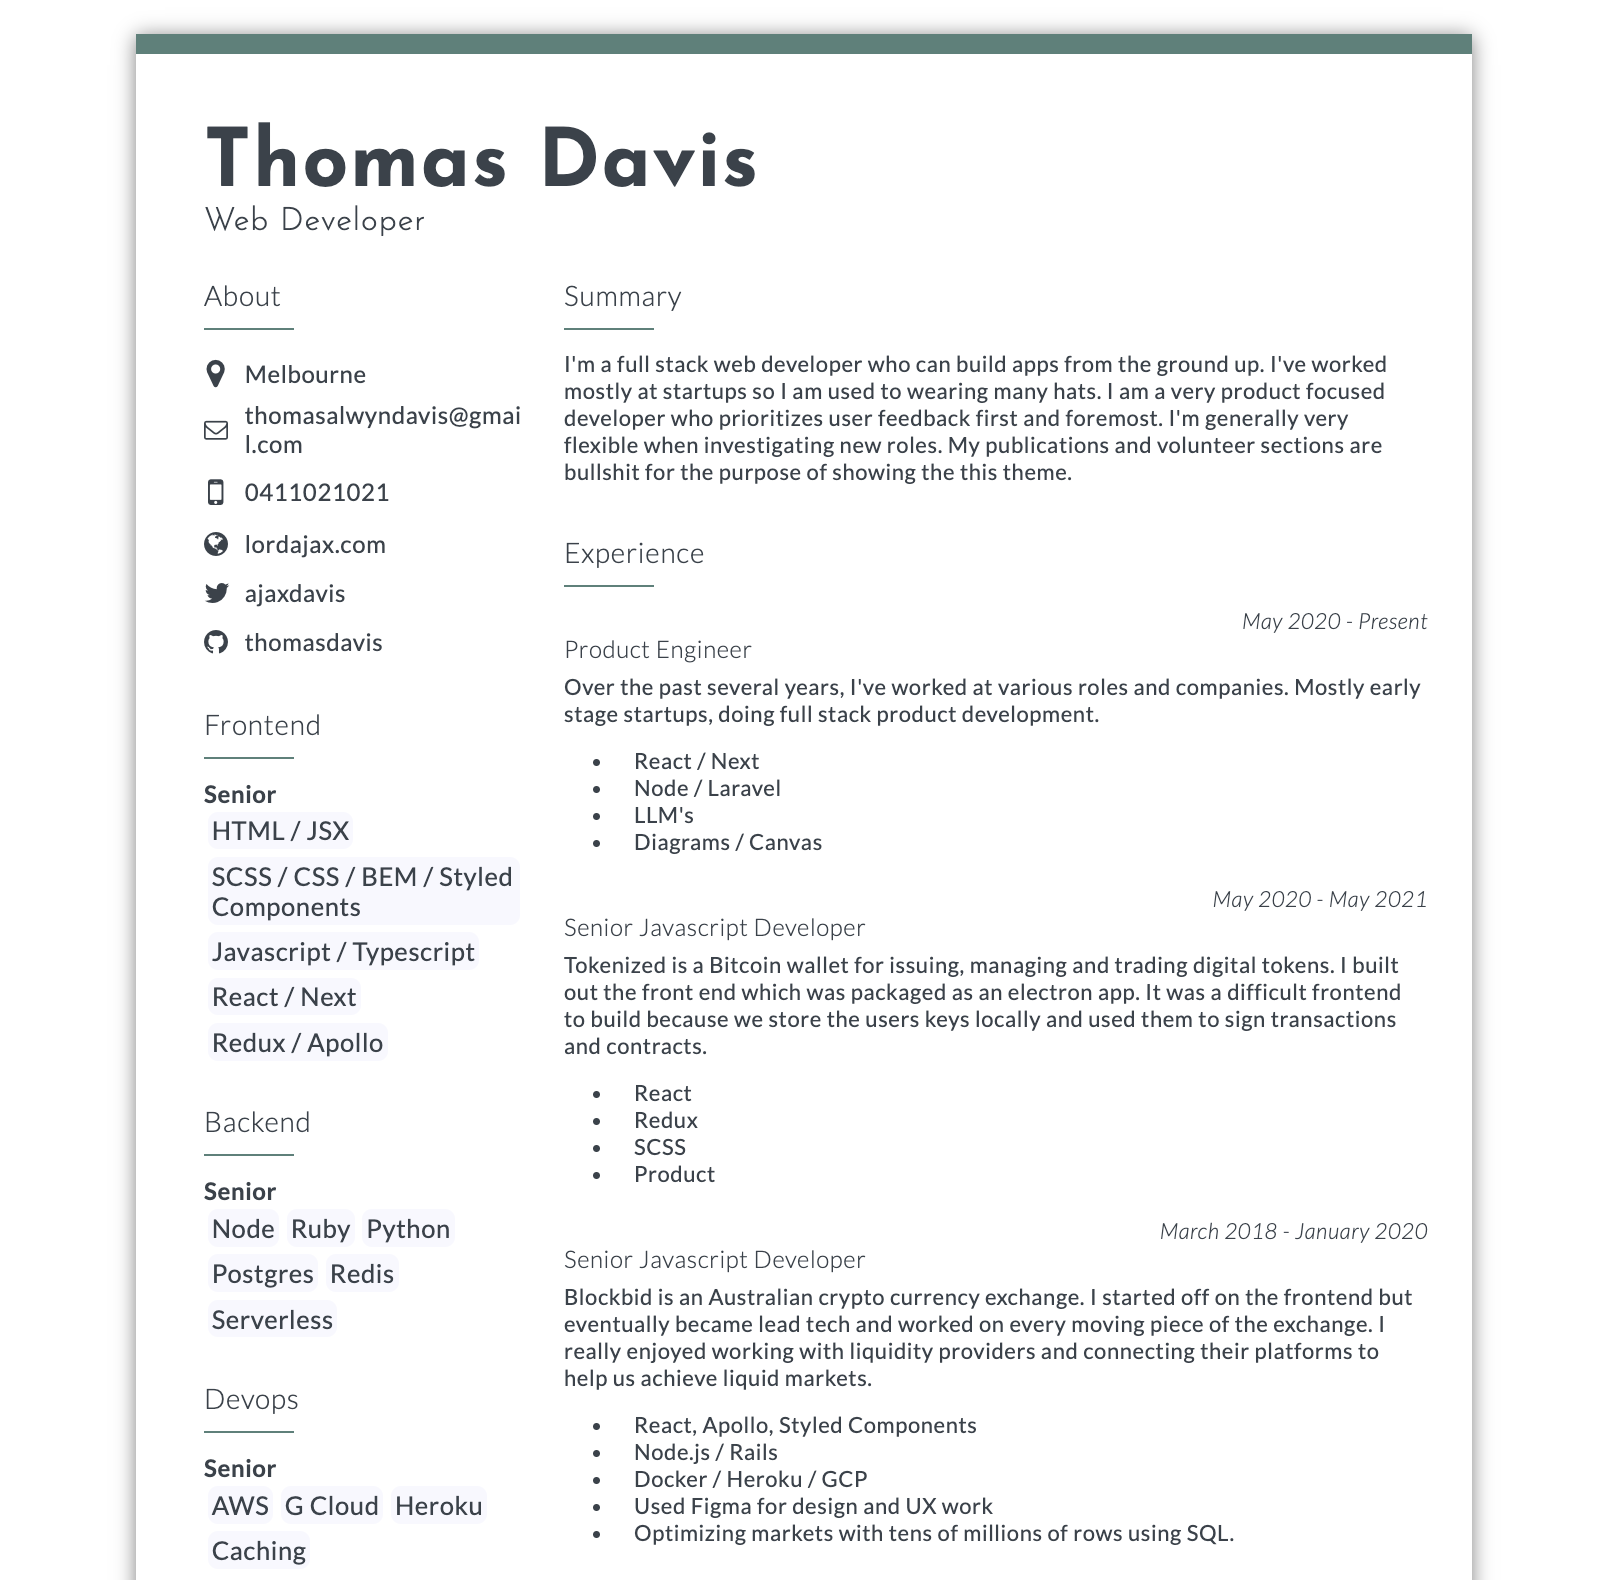 Thomas Davis
Web Developer
About
Melbourne
thomasalwyndavis@gmai
l.com
0411021021
lordajax.com
ajaxdavis
thomasdavis
Frontend
Senior
HTML / JSX
SCSS / CSS / BEM / Styled
Components
Javascript / Typescript
React / Next
Redux / Apollo
Backend
Senior
Node Ruby Python
Postgres Redis
Serverless
Devops
Senior
AWS G Cloud Heroku
Caching
Summary
I'm a full stack web developer who can build apps from the ground up. I've worked
mostly at startups so I am used to wearing many hats. I am a very product focused
developer who prioritizes user feedback first and foremost. I'm generally very
flexible when investigating new roles. My publications and volunteer sections are
bullshit for the purpose of showing the this theme.
Experience
May 2020 - Present
Product Engineer
Over the past several years, I've worked at various roles and companies. Mostly early
stage startups, doing full stack product development.
• React / Next
• Node / Laravel
• LLM's
• Diagrams / Canvas
May 2020 - May 2021
Senior Javascript Developer
Tokenized is a Bitcoin wallet for issuing, managing and trading digital tokens. I built
out the front end which was packaged as an electron app. It was a difficult frontend
to build because we store the users keys locally and used them to sign transactions
and contracts.
• React
• Redux
• SCSS
• Product
March 2018 - January 2020
Senior Javascript Developer
Blockbid is an Australian crypto currency exchange. I started off on the frontend but
eventually became lead tech and worked on every moving piece of the exchange. I
really enjoyed working with liquidity providers and connecting their platforms to
help us achieve liquid markets.
• React, Apollo, Styled Components
• Node.js / Rails
• Docker / Heroku / GCP
• Used Figma for design and UX work
• Optimizing markets with tens of millions of rows using SQL.